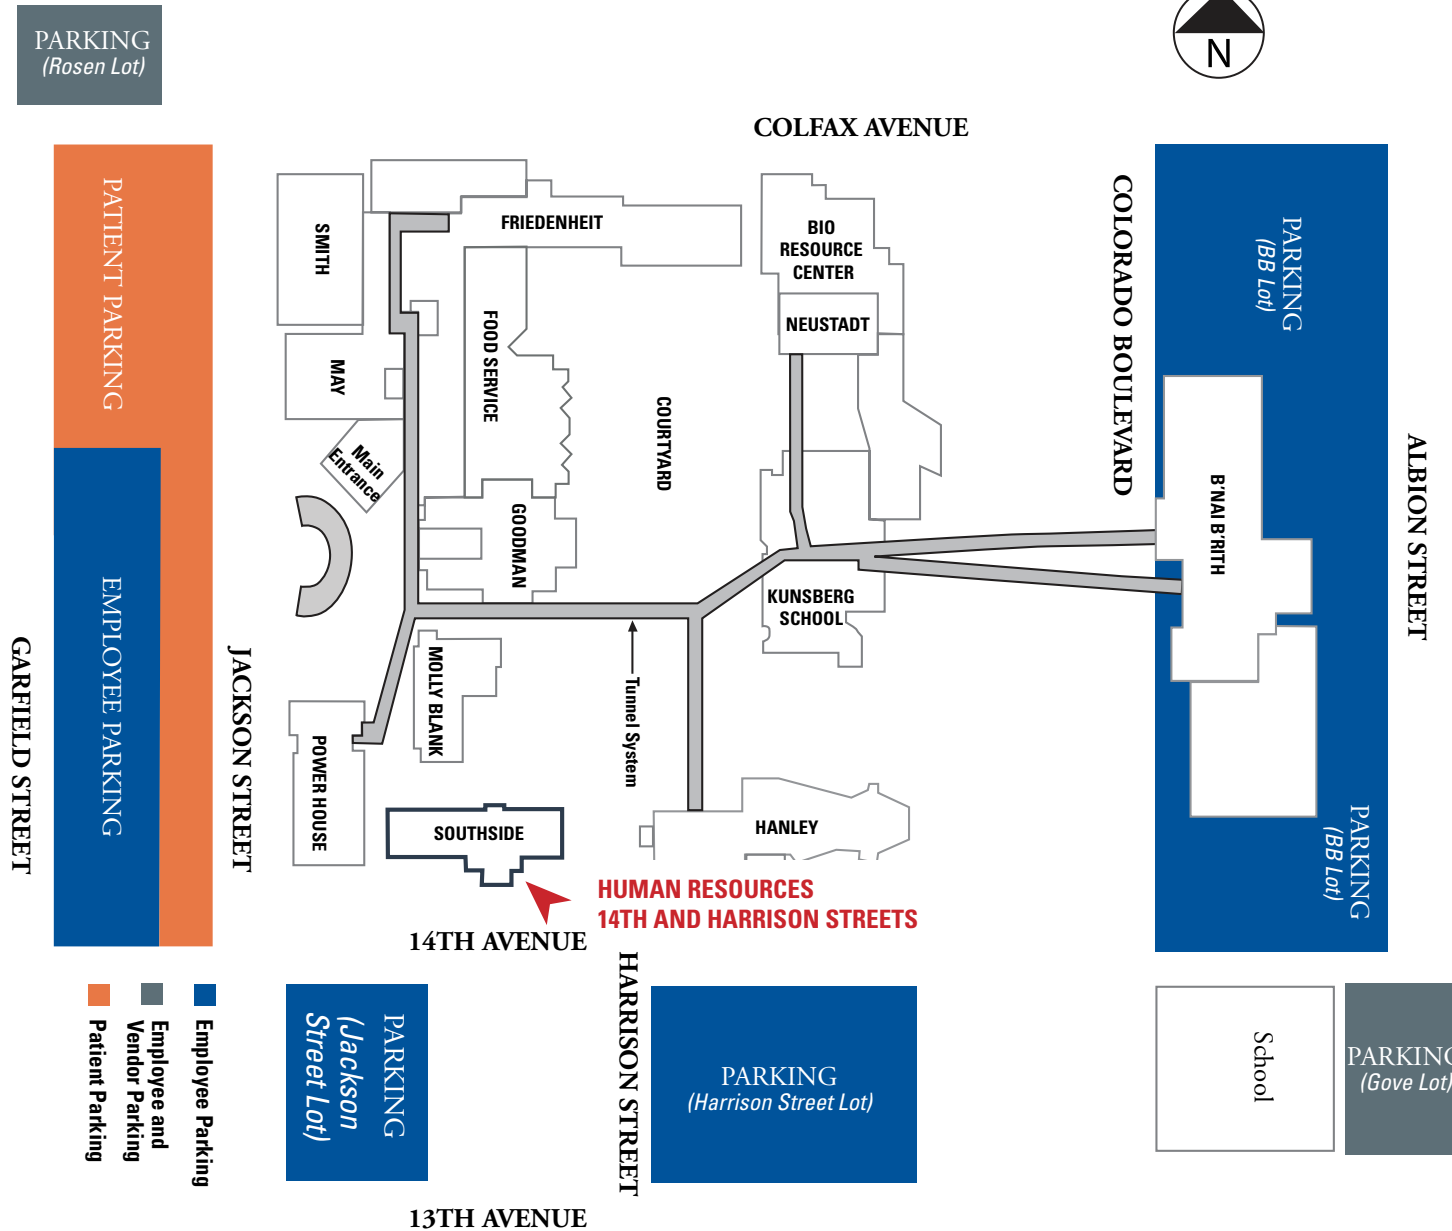 PARKING
(Rosen Lot)
N
COLFAX AVENUE
PATIENT PARKING
SMITH
FRIEDENHEIT
BIO
RESOURCE
CENTER
NEUSTADT
COLORADO BOULEVARD
PARKING
(BB Lot)
MAY
FOOD SERVICE
COURTYARD
Main
Entrance
GOODMAN
B'NAI B'RITH
ALBION STREET
EMPLOYEE PARKING
KUNSBERG
SCHOOL
GARFIELD STREET
JACKSON STREET
MOLLY BLANK
Tunnel System
POWER HOUSE
SOUTHSIDE
HANLEY
PARKING
(BB Lot)
HUMAN RESOURCES
14TH AND HARRISON STREETS
14TH AVENUE
HARRISON STREET
Employee Parking
Employee and
Vendor Parking
Patient Parking
PARKING
(Jackson
Street Lot)
PARKING
(Harrison Street Lot)
School
PARKING
(Gove Lot)
13TH AVENUE